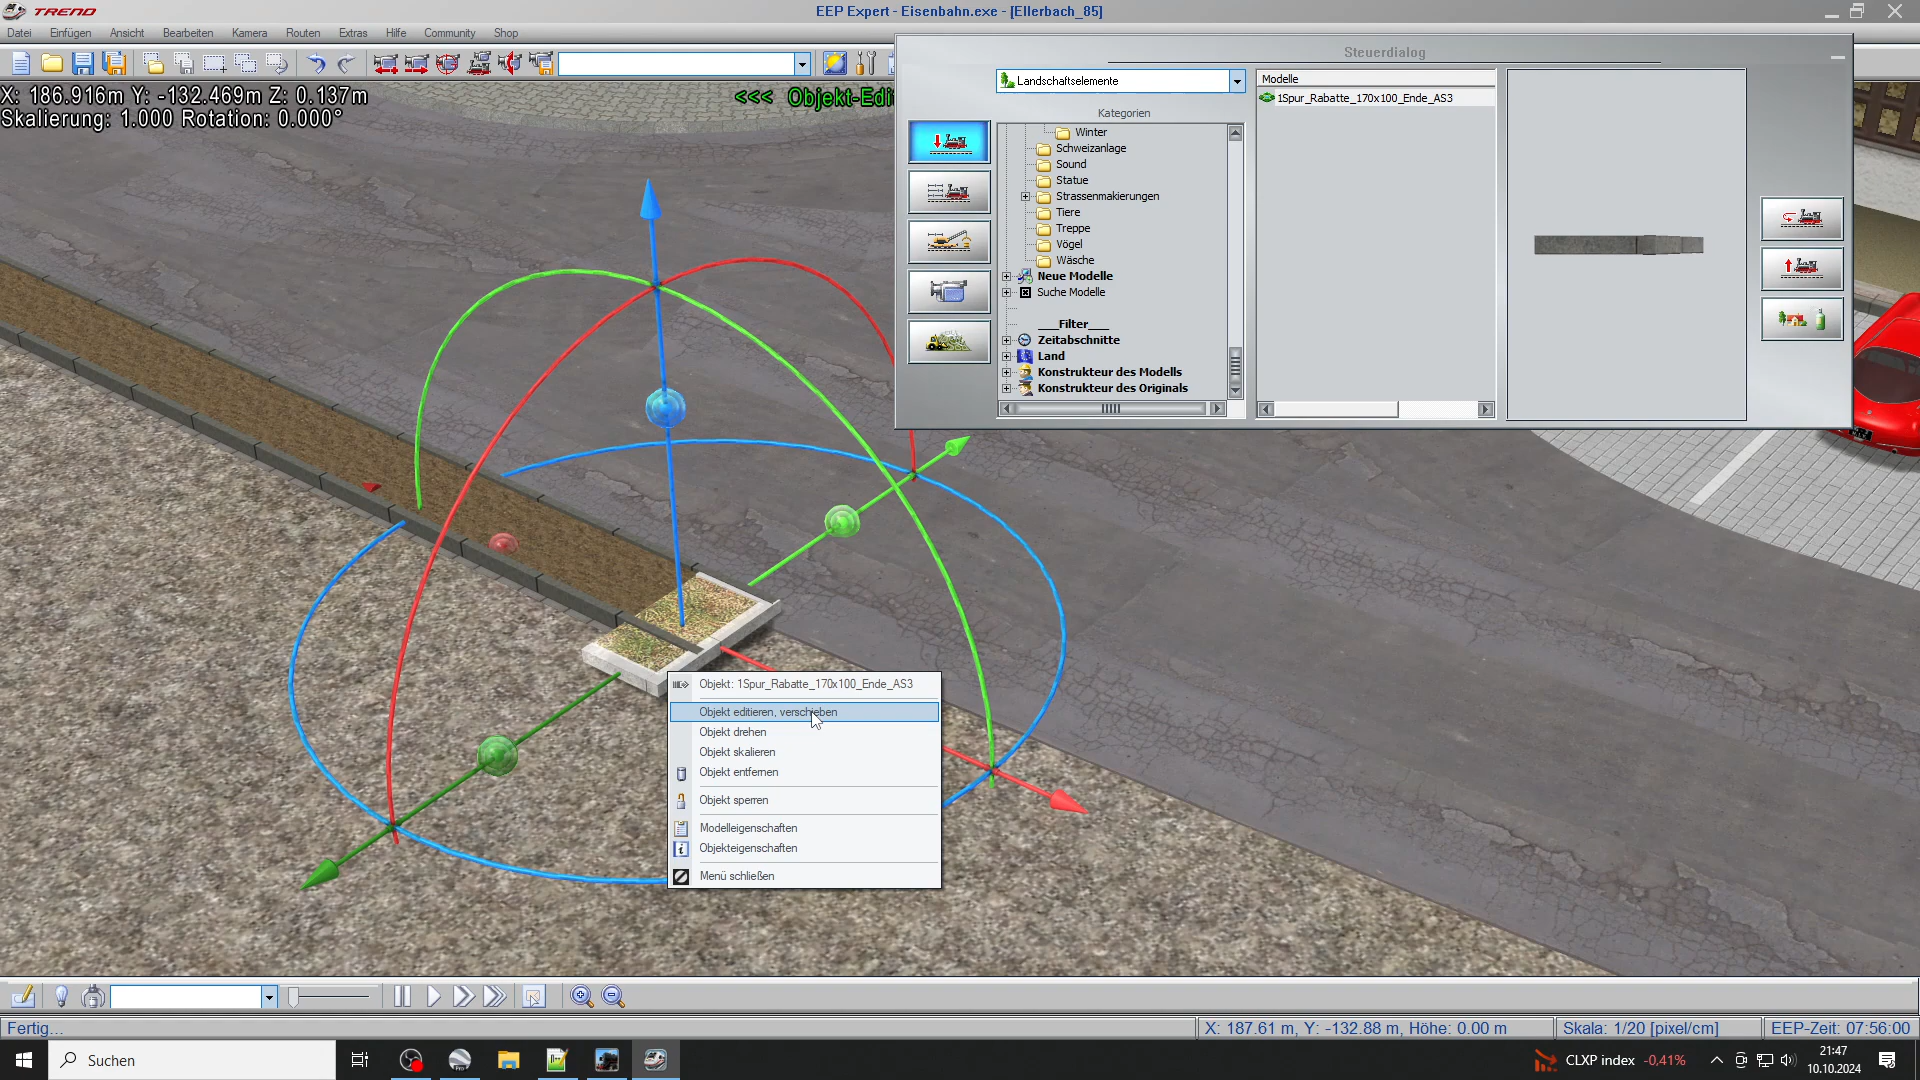 TREND
EEP Expert - Eisenbahn.exe - [Ellerbach_85]
Datei Einfügen Ansicht Bearbeiten Kamera Routen Extras Hilfe Community Shop
X: 186.916m Y: -132.469m Z: 0.137m
Skalierung: 1.000 Rotation: 0.000°
<<< Objekt-Edi
Steuerdialog
Landschaftselemente
Kategorien
Winter
Schweizanlage
Sound
Statue
Strassenmakierungen
Tiere
Treppe
Vögel
Wäsche
Neue Modelle
Suche Modelle
___Filter___
Zeitabschnitte
Land
Konstrukteur des Modells
Konstrukteur des Originals
Modelle
1Spur_Rabatte_170x100_Ende_AS3
Objekt: 1Spur_Rabatte_170x100_Ende_AS3
Objekt editieren, verschieben
Objekt drehen
Objekt skalieren
Objekt entfernen
Objekt sperren
Modelleigenschaften
Objekteigenschaften
Menü schließen
Fertig...
X: 187.61 m, Y: -132.88 m, Höhe: 0.00 m
Skala: 1/20 [pixel/cm]
EEP-Zeit: 07:56:00
Suchen
CLXP index -0,41%
21:47
10.10.2024